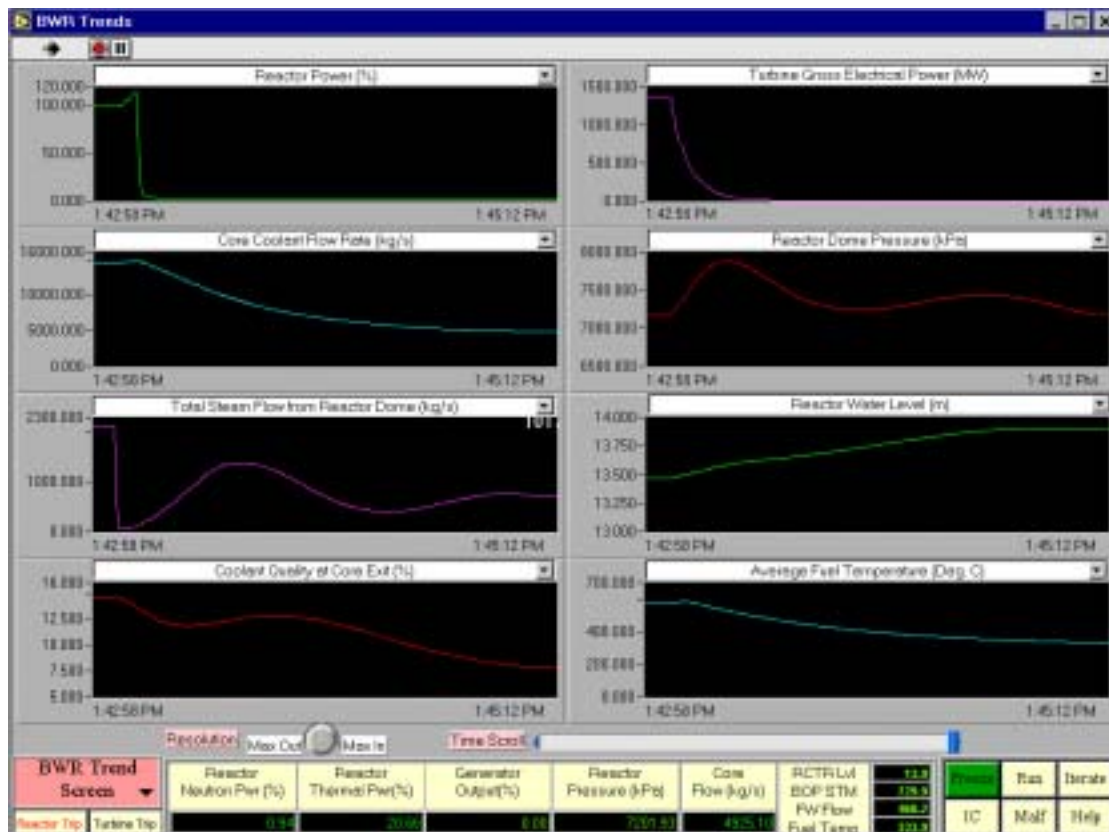 BWR Trends
Reactor Power (%)
120.000
100.000
50.000
0.000
1:42:58 PM
1:45:12 PM
Turbine Gross Electrical Power (MW)
1500.000
1000.000
500.000
0.000
1:42:58 PM
1:45:12 PM
Core Coolant Flow Rate (kg/s)
16000.000
10000.000
5000.000
0.000
1:42:58 PM
1:45:12 PM
Reactor Dome Pressure (kPa)
8000.000
7500.000
7000.000
6500.000
1:42:58 PM
1:45:12 PM
Total Steam Flow from Reactor Dome (kg/s)
2300.000
1000.000
0.000
1:42:58 PM
1:45:12 PM
Reactor Water Level (m)
14.000
13.750
13.500
13.250
13.000
1:42:58 PM
1:45:12 PM
Coolant Quality at Core Exit (%)
16.000
12.500
10.000
7.500
5.000
1:42:58 PM
1:45:12 PM
Average Fuel Temperature (Deg. C)
700.000
400.000
200.000
0.000
1:42:58 PM
1:45:12 PM
Resolution Max Out Max In Time Scroll
BWR Trend Screen
Reactor Trip Turbine Trip
Reactor Neutron Pwr (%)
0.94
Reactor Thermal Pwr(%)
20.66
Generator Output(%)
0.00
Reactor Pressure (kPa)
7201.93
Core Flow (kg/s)
4925.10
RCTR Lvl 13.9
BOP STM
FW Flow
Fuel Temp
Freeze Run Iterate
IC Malf Help